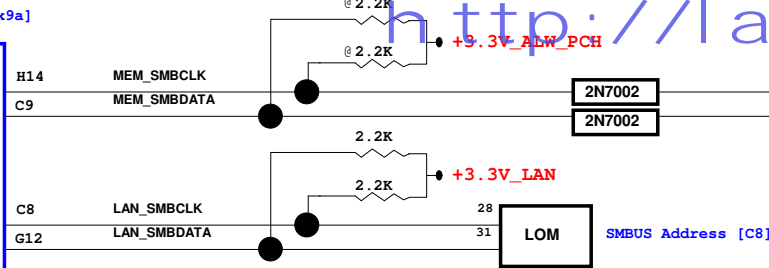 @2.2K
http://la
x9a]
+3.3V_ALW_PCH
@2.2K
H14 MEM_SMBCLK 2N7002
C9 MEM_SMBDATA 2N7002
2.2K
+3.3V_LAN
2.2K
C8 LAN_SMBCLK 28
G12 LAN_SMBDATA 31 LOM SMBUS Address [C8]